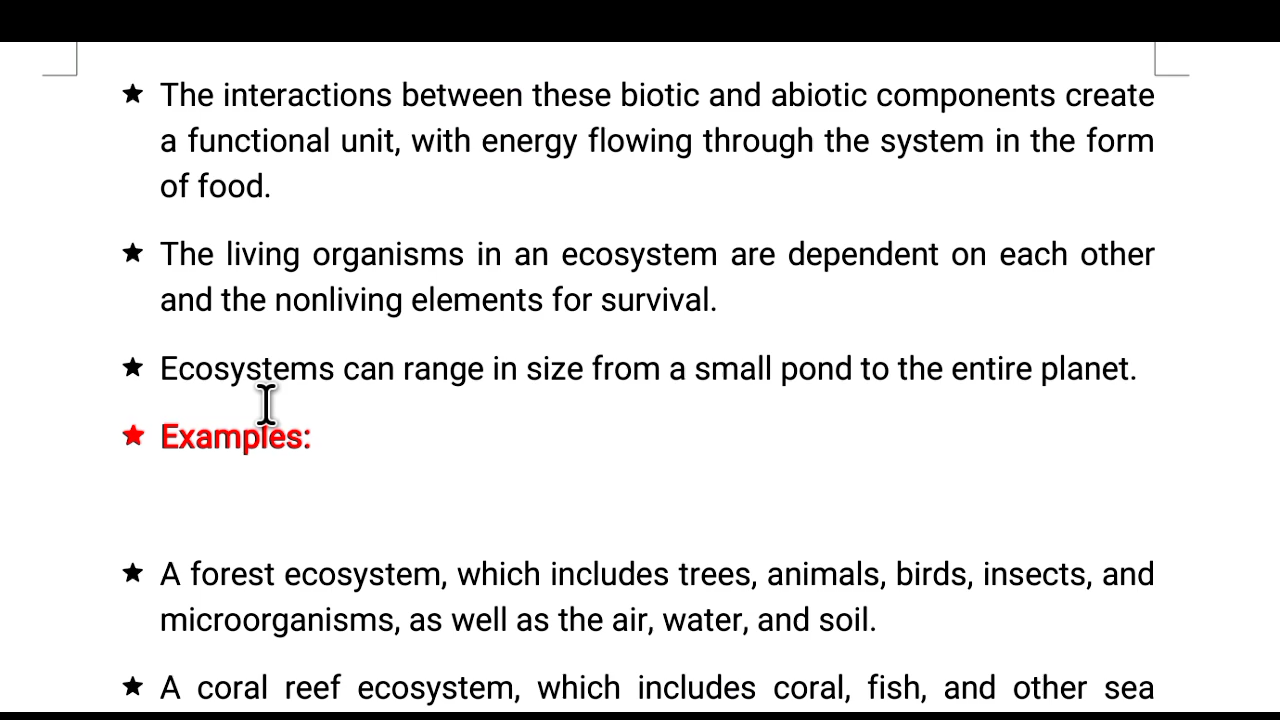 ★ The interactions between these biotic and abiotic components create
a functional unit, with energy flowing through the system in the form
of food.
★ The living organisms in an ecosystem are dependent on each other
and the nonliving elements for survival.
★ Ecosystems can range in size from a small pond to the entire planet.
★ Examples:
★ A forest ecosystem, which includes trees, animals, birds, insects, and
microorganisms, as well as the air, water, and soil.
★ A coral reef ecosystem, which includes coral, fish, and other sea